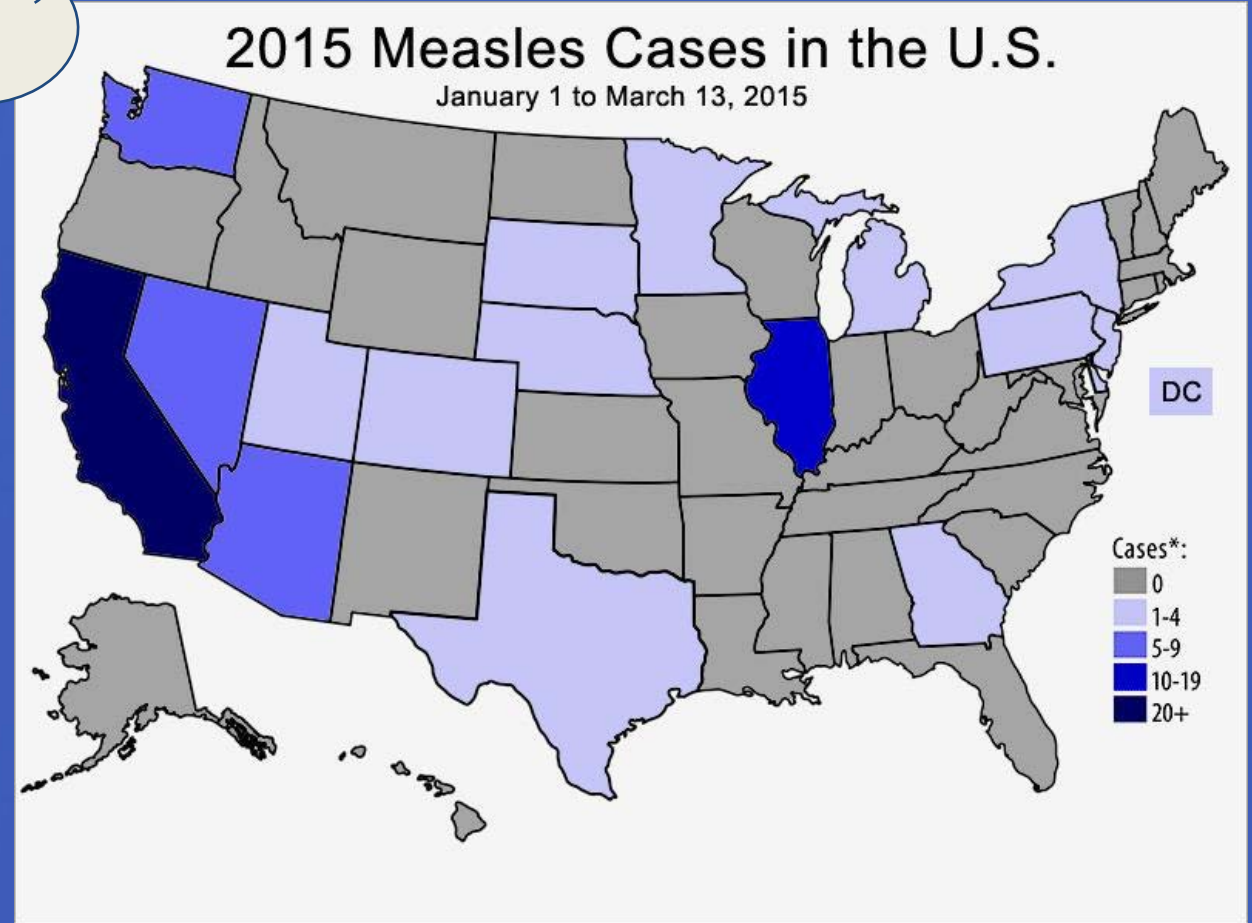 2015 Measles Cases in the U.S.
January 1 to March 13, 2015
DC
Cases*:
0
1-4
5-9
10-19
20+